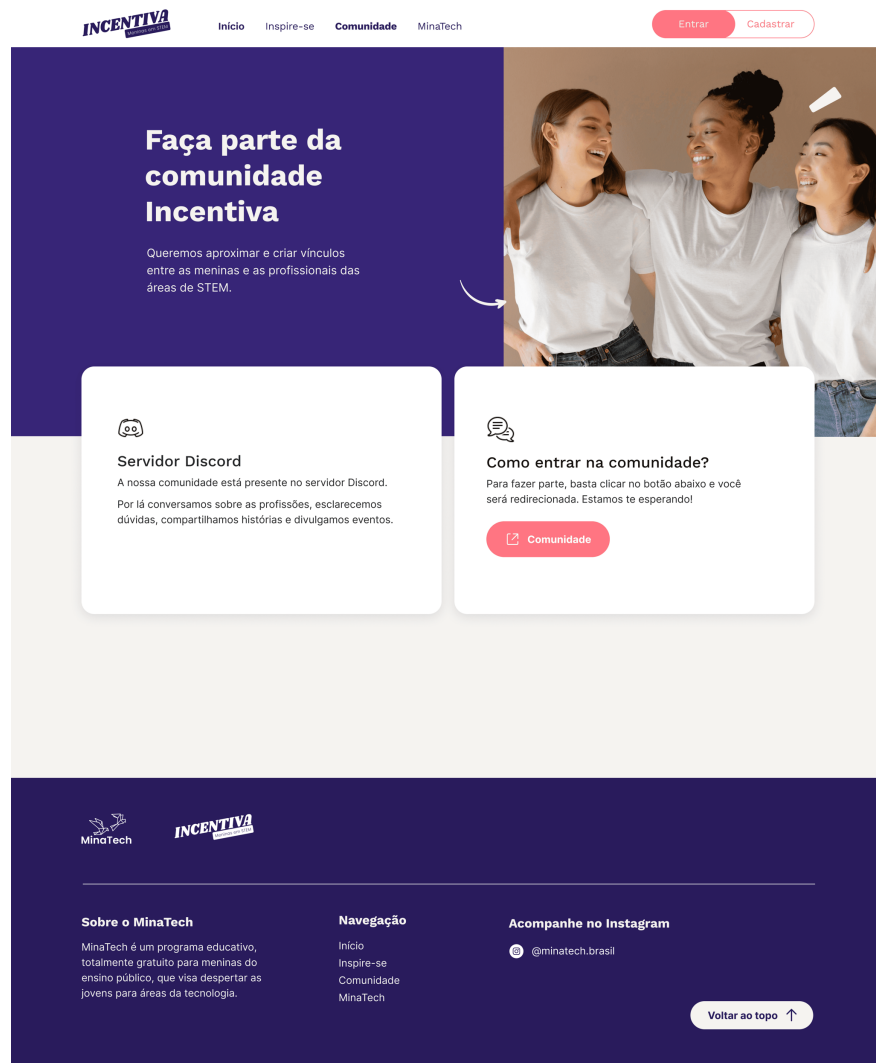 INCENTIVA
Meninas em STEM
Início Inspire-se Comunidade MinaTech
Entrar Cadastrar
Faça parte da
comunidade
Incentiva
Queremos aproximar e criar vínculos
entre as meninas e as profissionais das
áreas de STEM.
Servidor Discord
A nossa comunidade está presente no servidor Discord.
Por lá conversamos sobre as profissões, esclarecemos
dúvidas, compartilhamos histórias e divulgamos eventos.
Como entrar na comunidade?
Para fazer parte, basta clicar no botão abaixo e você
será redirecionada. Estamos te esperando!
Comunidade
MinaTech
INCENTIVA
Meninas em STEM
Sobre o MinaTech
MinaTech é um programa educativo,
totalmente gratuito para meninas do
ensino público, que visa despertar as
jovens para áreas da tecnologia.
Navegação
Início
Inspire-se
Comunidade
MinaTech
Acompanhe no Instagram
@minatech.brasil
Voltar ao topo